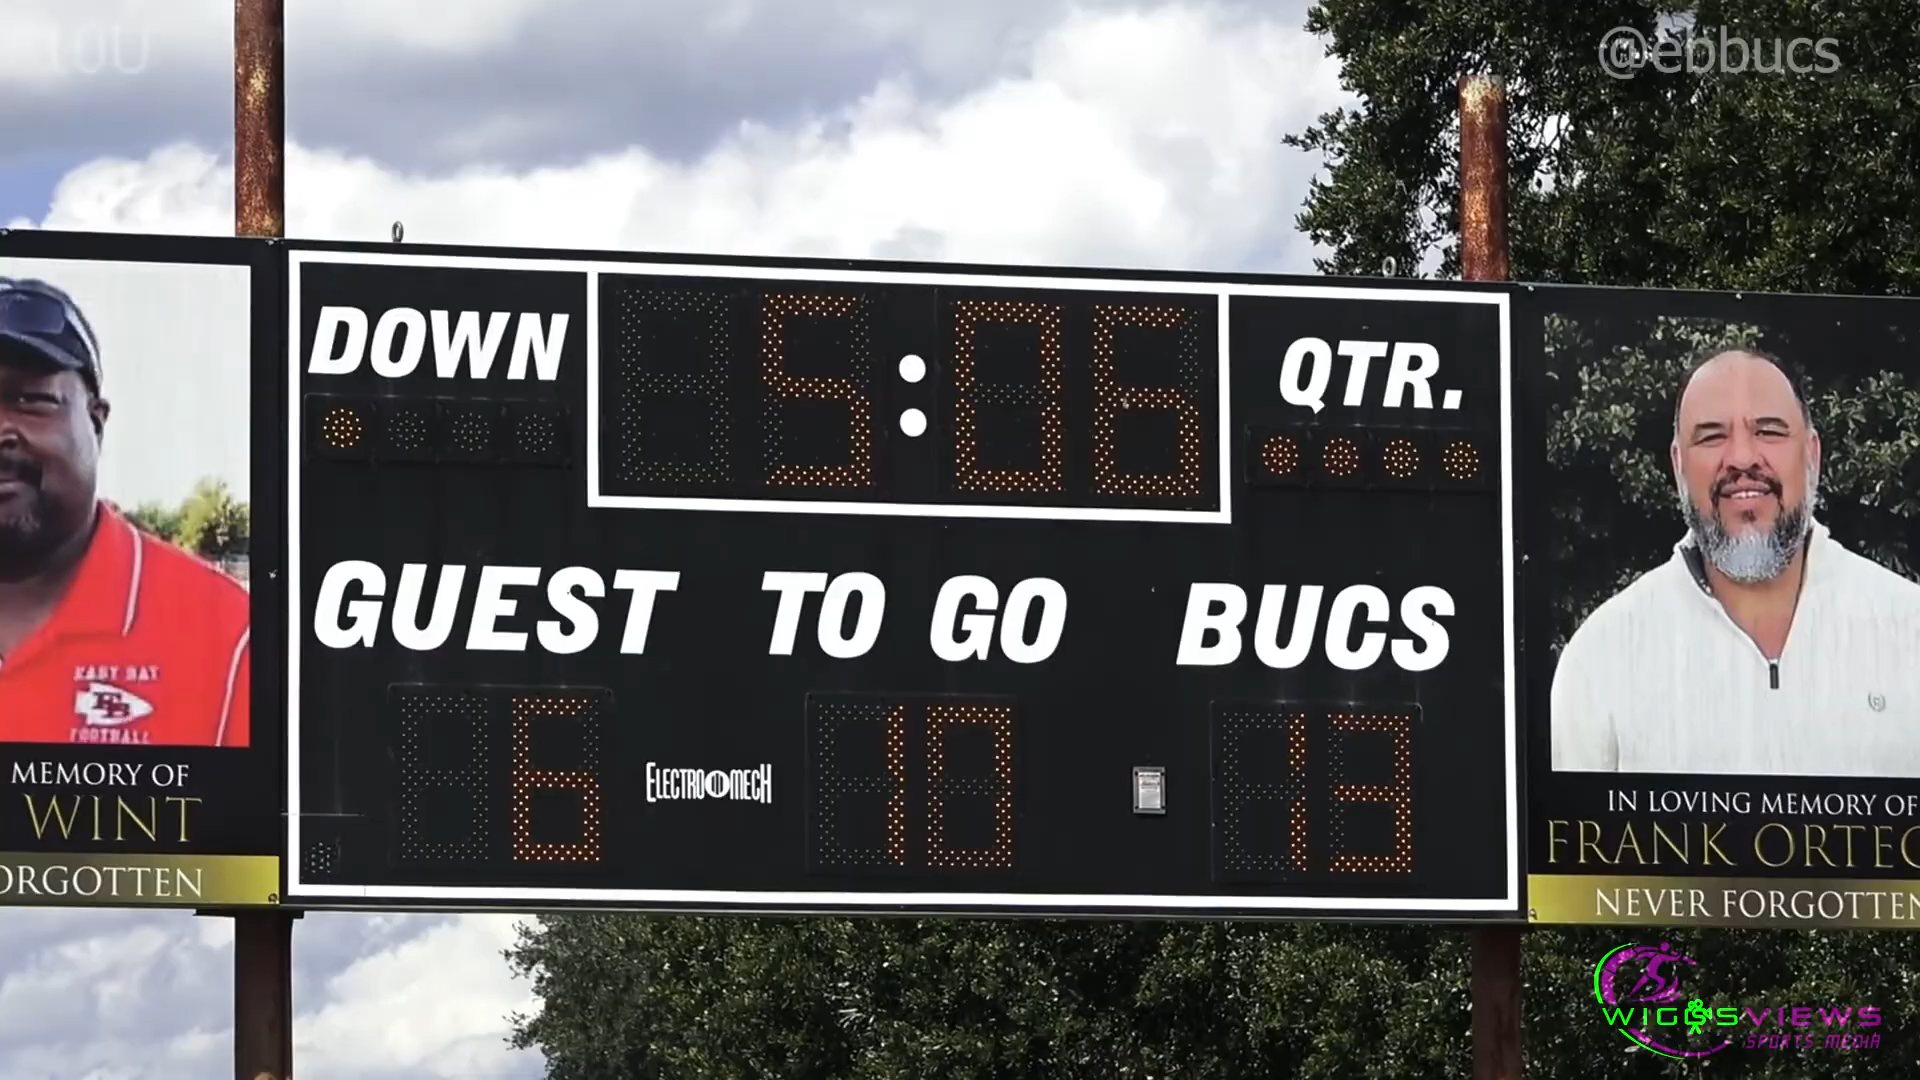 10U
@ebbucs
DOWN
5:06
QTR.
GUEST
TO GO
BUCS
6
10
13
ELECTRO MECH
EAST BAY
EB
FOOTBALL
MEMORY OF
WINT
ORGOTTEN
IN LOVING MEMORY OF
FRANK ORTEG
NEVER FORGOTTEN
WIGGSVIEWS
SPORTS MEDIA